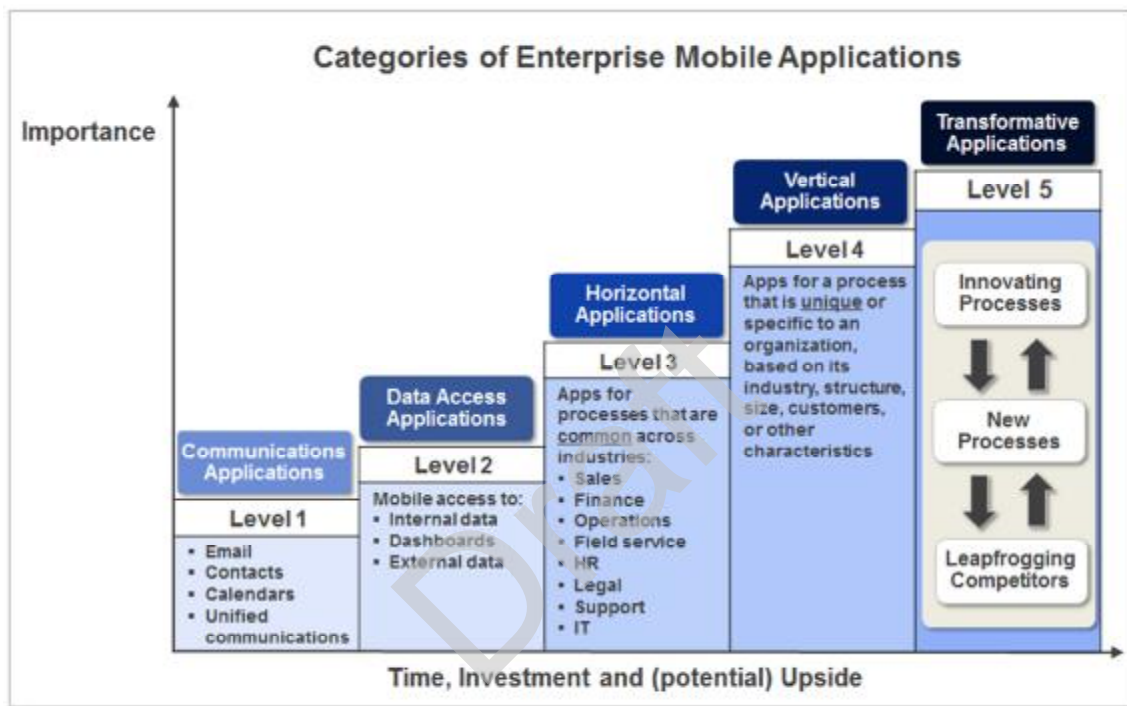 Categories of Enterprise Mobile Applications
Importance
Communications
Applications
Level 1
▪ Email
▪ Contacts
▪ Calendars
▪ Unified
communications
Data Access
Applications
Level 2
Mobile access to:
▪ Internal data
▪ Dashboards
▪ External data
Horizontal
Applications
Level 3
Apps for
processes that are
common across
industries:
▪ Sales
▪ Finance
▪ Operations
▪ Field service
▪ HR
▪ Legal
▪ Support
▪ IT
Vertical
Applications
Level 4
Apps for a process
that is unique or
specific to an
organization,
based on its
industry, structure,
size, customers,
or other
characteristics
Transformative
Applications
Level 5
Innovating
Processes
New
Processes
Leapfrogging
Competitors
Time, Investment and (potential) Upside
Draft